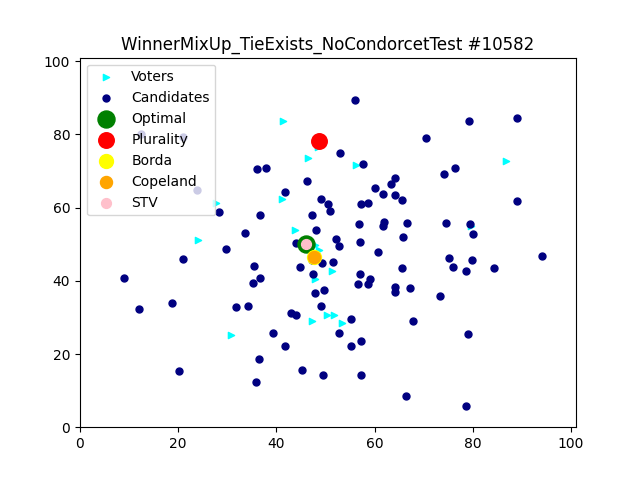 WinnerMixUp_TieExists_NoCondorcetTest #10582
100
80
60
40
20
0
Voters
Candidates
Optimal
Plurality
Borda
Copeland
STV
0 20 40 60 80 100